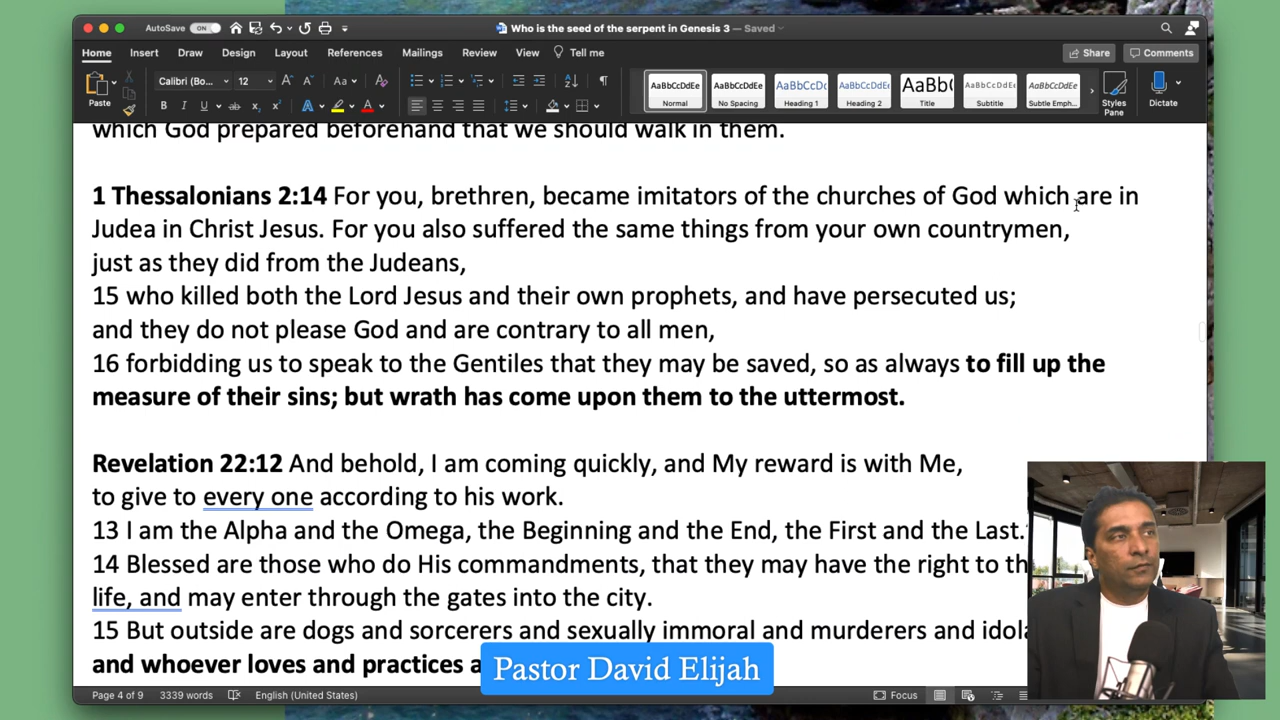 AutoSave ON
Who is the seed of the serpent in Genesis 3 — Saved
Home Insert Draw Design Layout References Mailings Review View Tell me
Share Comments
Paste
Calibri (Bo... 12
AaBbCcDdEe AaBbCcDdEe AaBbCcDc AaBbCcDdEe AaBb( AaBbCcDdEe AaBbCcDdEe
Normal No Spacing Heading 1 Heading 2 Title Subtitle Subtle Emph...
Styles Pane
Dictate
which God prepared beforehand that we should walk in them.
1 Thessalonians 2:14 For you, brethren, became imitators of the churches of God which are in
Judea in Christ Jesus. For you also suffered the same things from your own countrymen,
just as they did from the Judeans,
15 who killed both the Lord Jesus and their own prophets, and have persecuted us;
and they do not please God and are contrary to all men,
16 forbidding us to speak to the Gentiles that they may be saved, so as always to fill up the
measure of their sins; but wrath has come upon them to the uttermost.
Revelation 22:12 And behold, I am coming quickly, and My reward is with Me,
to give to every one according to his work.
13 I am the Alpha and the Omega, the Beginning and the End, the First and the Last.
14 Blessed are those who do His commandments, that they may have the right to th
life, and may enter through the gates into the city.
15 But outside are dogs and sorcerers and sexually immoral and murderers and idol
and whoever loves and practices a
Pastor David Elijah
Page 4 of 9 3339 words English (United States) Focus